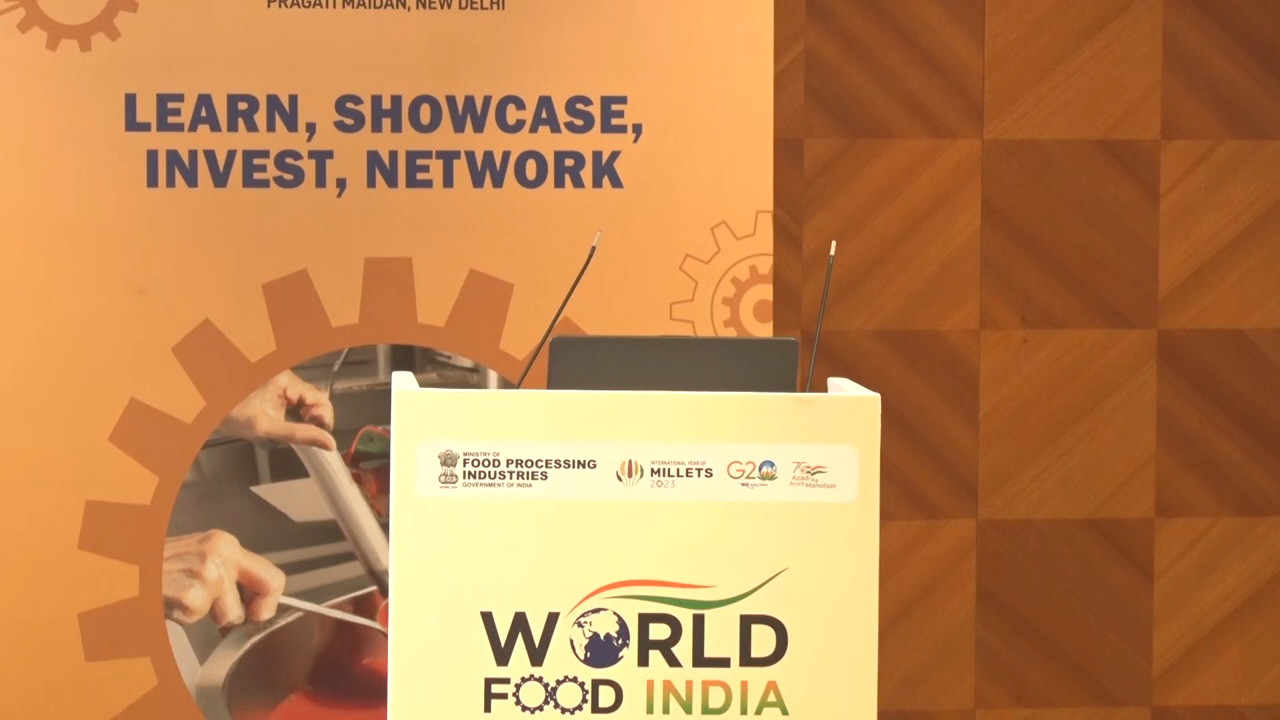 PRAGATI MAIDAN, NEW DELHI
LEARN, SHOWCASE,
INVEST, NETWORK
MINISTRY OF
FOOD PROCESSING
INDUSTRIES
GOVERNMENT OF INDIA
INTERNATIONAL YEAR OF
MILLETS
2023
G20
75
Azadi Ka
Amrit Mahotsav
WORLD
FOOD INDIA